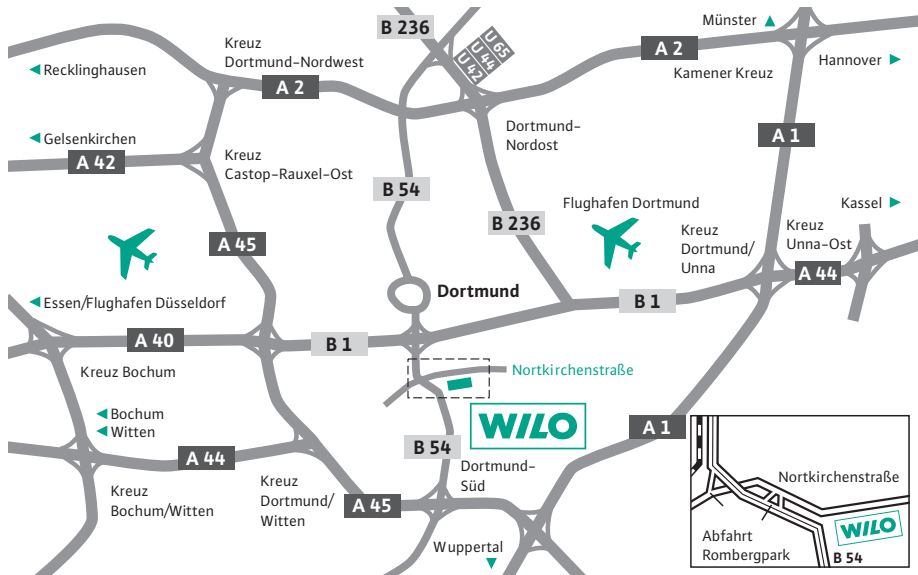 B 236
U 65
U 44
U 42
Münster
A 2
Kamener Kreuz
Hannover
Kreuz
Dortmund-Nordwest
Recklinghausen
A 2
Dortmund-
Nordost
A 1
Gelsenkirchen
A 42
Kreuz
Castrop-Rauxel-Ost
B 54
B 236
Flughafen Dortmund
Kassel
A 45
Kreuz
Dortmund/
Unna
Kreuz
Unna-Ost
A 44
Essen/Flughafen Düsseldorf
Dortmund
B 1
A 40
B 1
Kreuz Bochum
Nortkirchenstraße
Bochum
Witten
WILO
A 1
A 44
B 54
Dortmund-
Süd
Kreuz
Bochum/Witten
Kreuz
Dortmund/
Witten
A 45
Wuppertal
Nortkirchenstraße
Abfahrt
Rombergpark
WILO
B 54